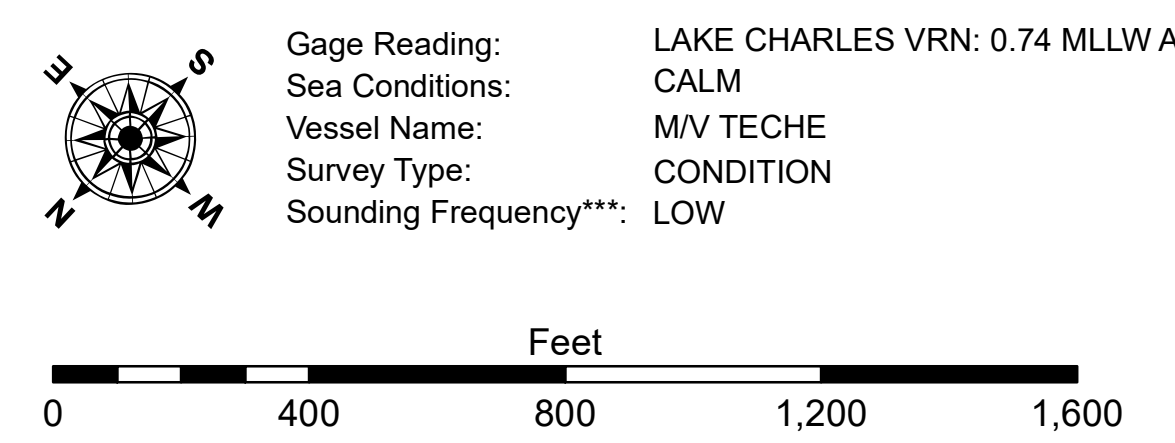 E S
N W
Gage Reading: LAKE CHARLES VRN: 0.74 MLLW A
Sea Conditions: CALM
Vessel Name: M/V TECHE
Survey Type: CONDITION
Sounding Frequency***: LOW
Feet
0 400 800 1,200 1,600